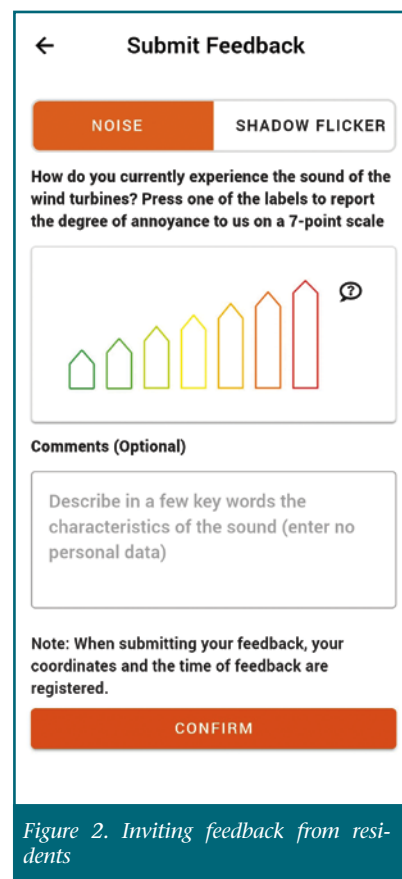 Submit Feedback
NOISE
SHADOW FLICKER
How do you currently experience the sound of the
wind turbines? Press one of the labels to report
the degree of annoyance to us on a 7-point scale
?
Comments (Optional)
Describe in a few key words the
characteristics of the sound (enter no
personal data)
Note: When submitting your feedback, your
coordinates and the time of feedback are
registered.
CONFIRM
Figure 2. Inviting feedback from resi-
dents